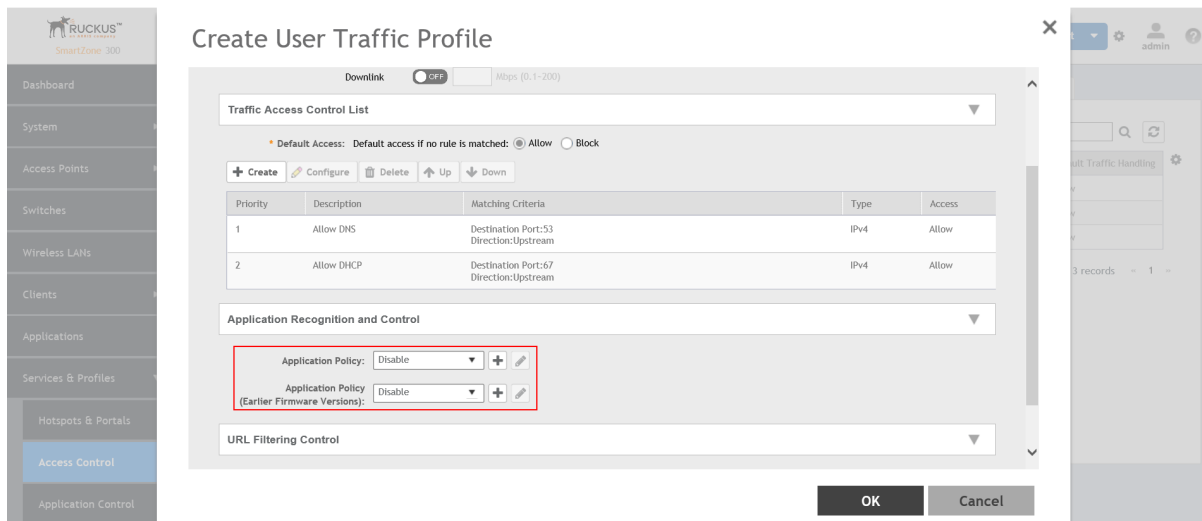 RUCKUS™
SmartZone 300
Create User Traffic Profile
admin
Dashboard
System
Access Points
Switches
Wireless LANs
Clients
Applications
Services & Profiles
Hotspots & Portals
Access Control
Application Control
Downlink OFF Mbps (0.1~200)
Traffic Access Control List
* Default Access: Default access if no rule is matched: Allow Block
Create Configure Delete Up Down
Priority Description Matching Criteria Type Access
1 Allow DNS Destination Port:53 IPv4 Allow
Direction:Upstream
2 Allow DHCP Destination Port:67 IPv4 Allow
Direction:Upstream
Application Recognition and Control
Application Policy: Disable
Application Policy
(Earlier Firmware Versions): Disable
URL Filtering Control
OK Cancel
Traffic Handling
3 records 1